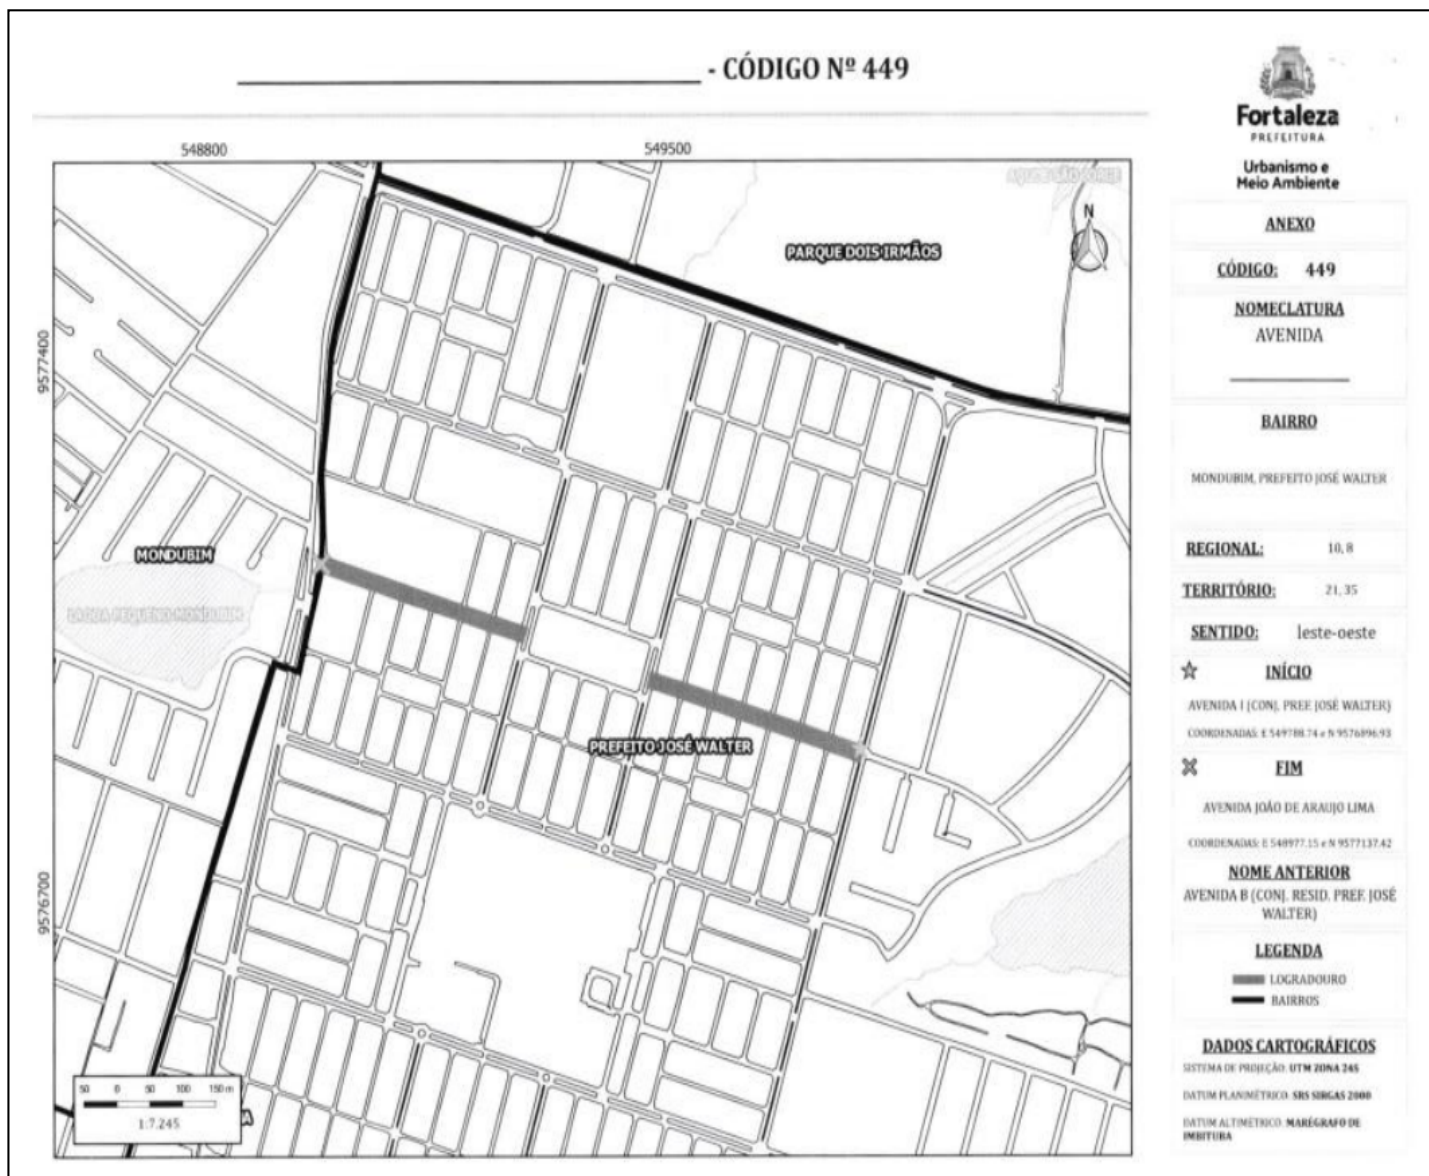 - CÓDIGO Nº 449
Fortaleza
PREFEITURA
Urbanismo e
Meio Ambiente
548800
549500
9577400
9576700
N
PARQUE DOIS IRMÃOS
MONDUBIM
LAGOA PEQUENO MONDUBIM
PREFEITO JOSÉ WALTER
50 0 50 100 150 m
1:7.245
ANEXO
CÓDIGO: 449
NOMECLATURA
AVENIDA
BAIRRO
MONDUBIM, PREFEITO JOSÉ WALTER
REGIONAL: 10, 8
TERRITÓRIO: 21, 35
SENTIDO: leste-oeste
INÍCIO
AVENIDA I (CONJ. PREF. JOSÉ WALTER)
COORDENADAS: E 549788.74 e N 9576896.93
FIM
AVENIDA JOÃO DE ARAUJO LIMA
COORDENADAS: E 548977.15 e N 9577137.42
NOME ANTERIOR
AVENIDA B (CONJ. RESID. PREF. JOSÉ
WALTER)
LEGENDA
LOGRADOURO
BAIRROS
DADOS CARTOGRÁFICOS
SISTEMA DE PROJEÇÃO: UTM ZONA 24S
DATUM PLANIMÉTRICO: SRS SIRGAS 2000
DATUM ALTIMÉTRICO: MARÉGRAFO DE
IMBITUBA